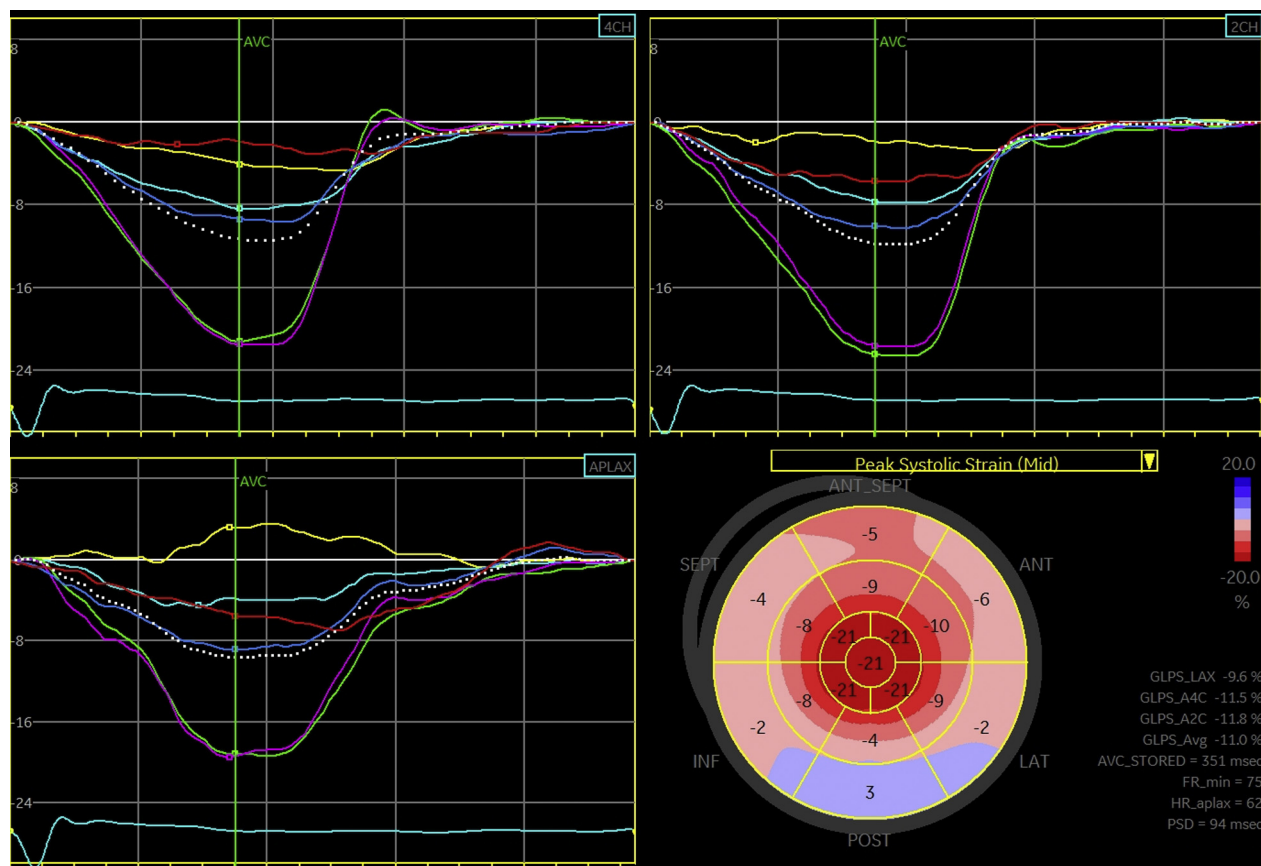 4CH
AVC
8
0
-8
-16
-24
2CH
AVC
8
0
-8
-16
-24
APLAX
AVC
8
0
-8
-16
-24
Peak Systolic Strain (Mid)
ANT_SEPT
20.0
-20.0
%
SEPT
ANT
-5
-4
-6
-9
-8
-10
-21
-21
-21
-21
-21
-8
-9
-2
-2
-4
INF
LAT
3
POST
GLPS_LAX -9.6 %
GLPS_A4C -11.5 %
GLPS_A2C -11.8 %
GLPS_Avg -11.0 %
AVC_STORED = 351 msec
FR_min = 75
HR_aplax = 62
PSD = 94 msec